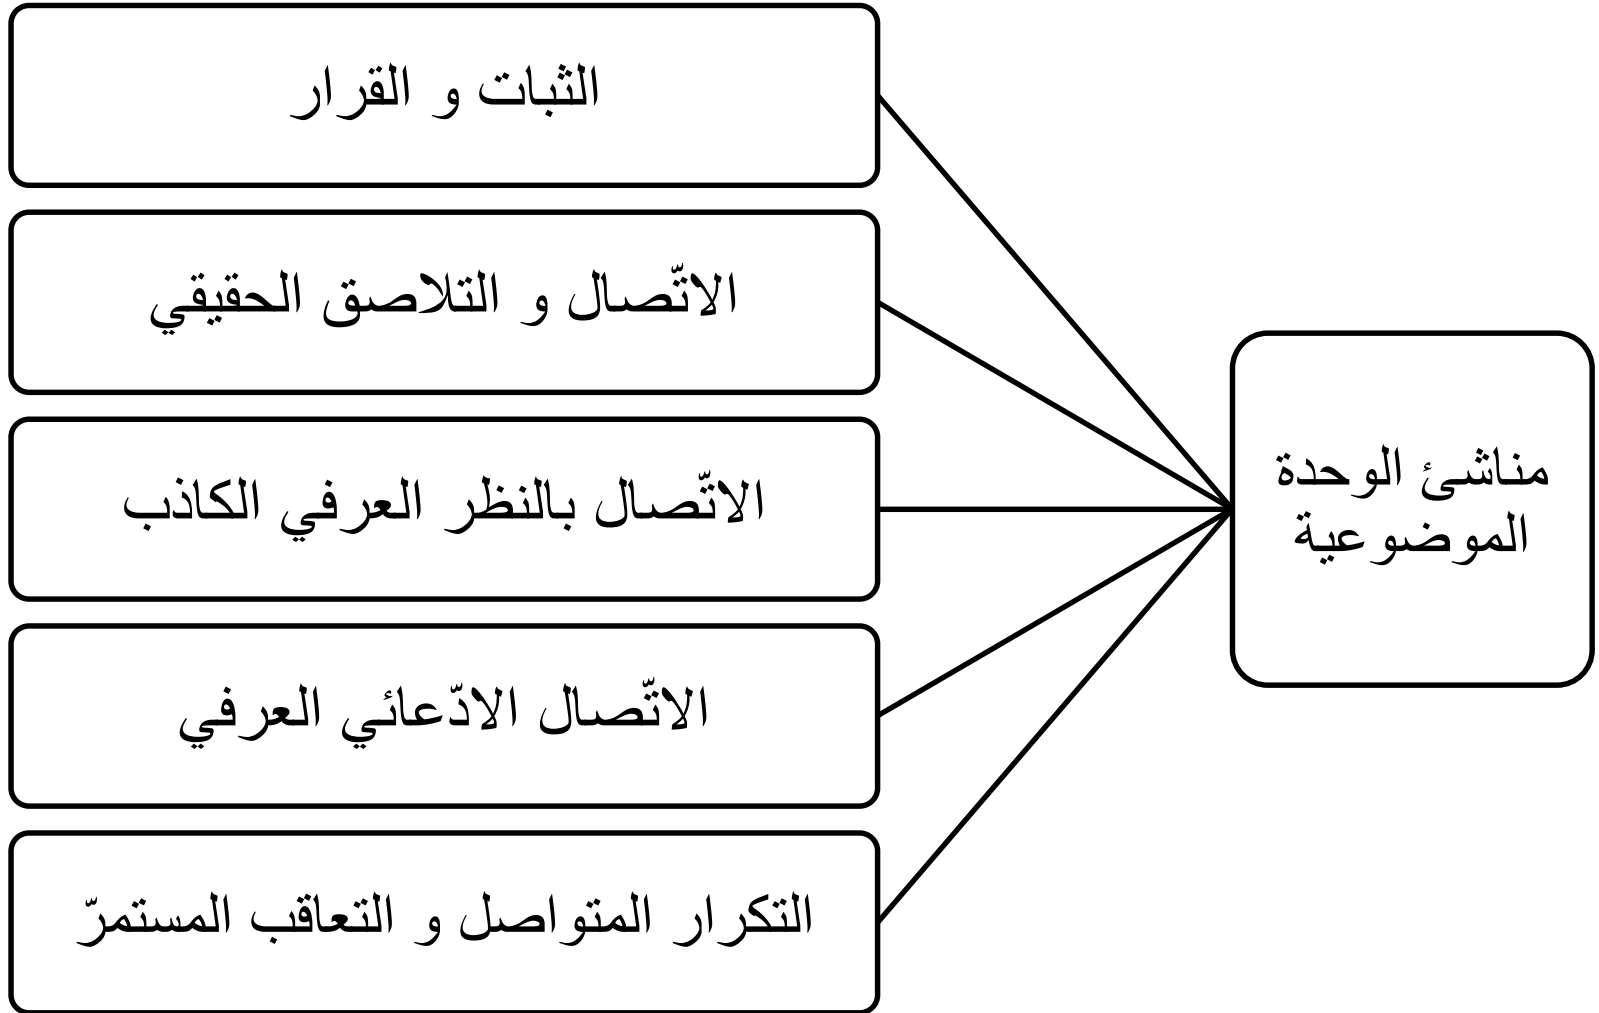 مناشئ الوحدة
الموضوعية
الثبات و القرار
الاتّصال و التلاصق الحقيقي
الاتّصال بالنظر العرفي الكاذب
الاتّصال الادّعائي العرفي
التكرار المتواصل و التعاقب المستمرّ